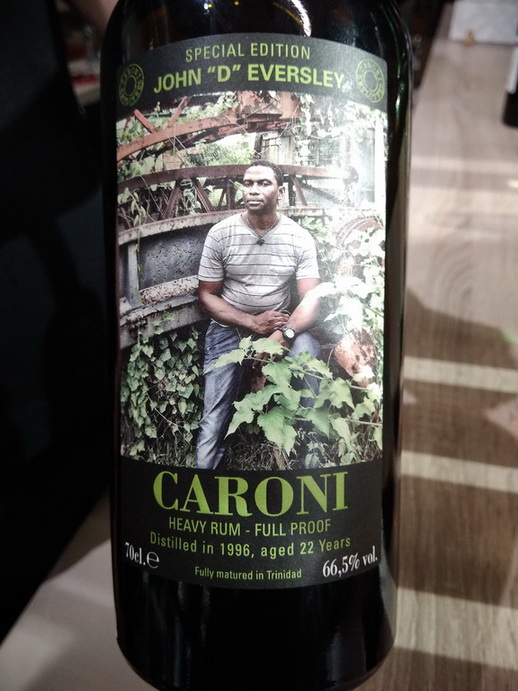 SPECIAL EDITION
JOHN "D" EVERSLEY
CARONI
HEAVY RUM - FULL PROOF
Distilled in 1996, aged 22 Years
70cl.e
66,5% vol.
Fully matured in Trinidad